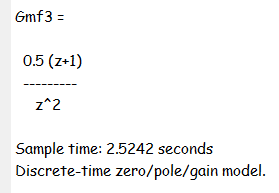 Gmf3 =
0.5 (z+1)
---------
z^2
Sample time: 2.5242 seconds
Discrete-time zero/pole/gain model.